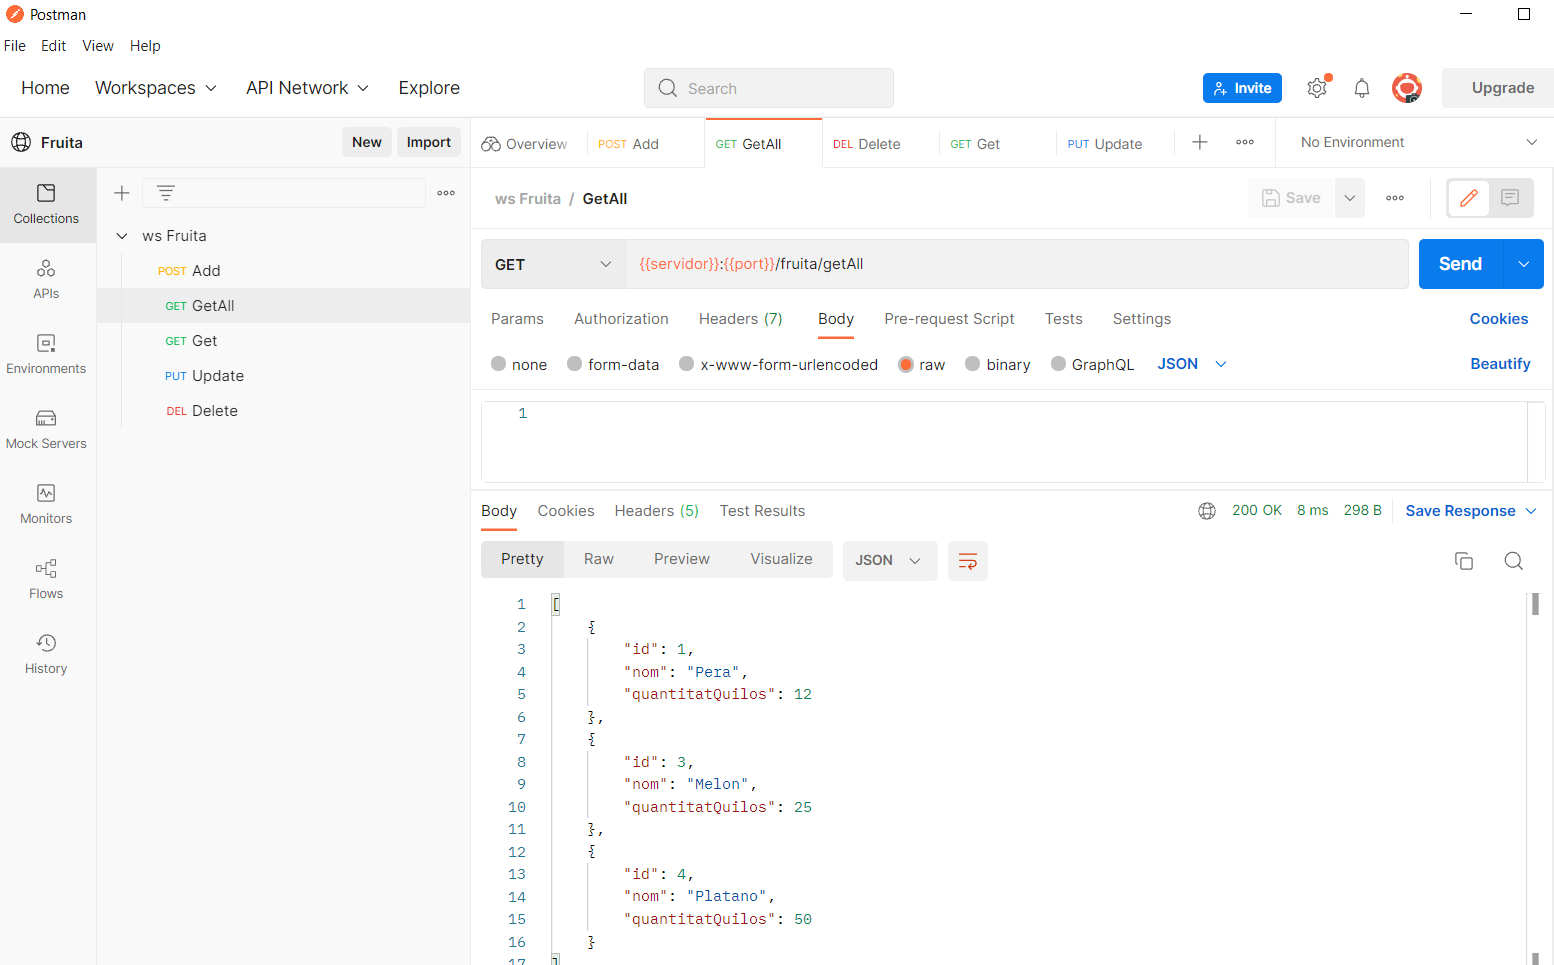 Postman
File Edit View Help
Home Workspaces API Network Explore Search Invite Upgrade
Fruita New Import Overview POST Add GET GetAll DEL Delete GET Get PUT Update No Environment
Collections
APIs
Environments
Mock Servers
Monitors
Flows
History
ws Fruita
POST Add
GET GetAll
GET Get
PUT Update
DEL Delete
ws Fruita / GetAll Save
GET {{servidor}}:{{port}}/fruita/getAll Send
Params Authorization Headers (7) Body Pre-request Script Tests Settings Cookies
none form-data x-www-form-urlencoded raw binary GraphQL JSON Beautify
1
Body Cookies Headers (5) Test Results 200 OK 8 ms 298 B Save Response
Pretty Raw Preview Visualize JSON
1 [
2 {
3 "id": 1,
4 "nom": "Pera",
5 "quantitatQuilos": 12
6 },
7 {
8 "id": 3,
9 "nom": "Melon",
10 "quantitatQuilos": 25
11 },
12 {
13 "id": 4,
14 "nom": "Platano",
15 "quantitatQuilos": 50
16 }
17 ]